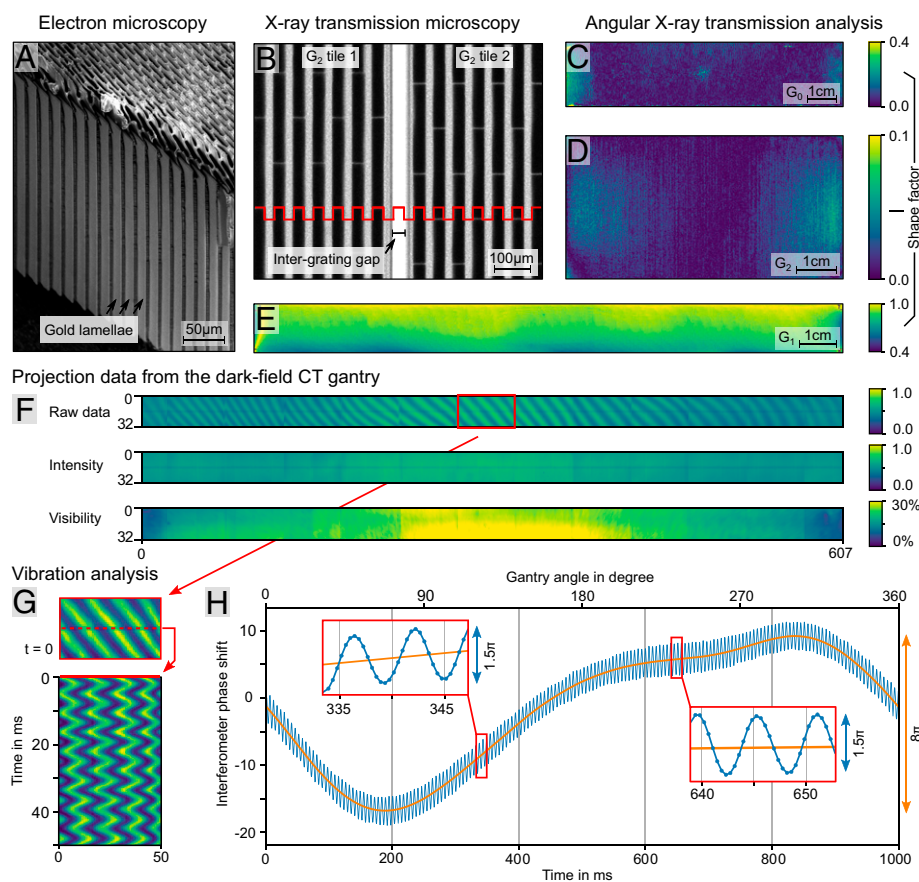 Electron microscopy
X-ray transmission microscopy
Angular X-ray transmission analysis
A
Gold lamellae
50µm
B
G₂ tile 1
G₂ tile 2
Inter-grating gap
100µm
C
G₀ 1cm
0.4
0.0
D
G₂ 1cm
0.1
0.0
Shape factor
E
G₁ 1cm
1.0
0.4
Projection data from the dark-field CT gantry
F
Raw data
0
32
1.0
0.0
Intensity
0
32
1.0
0.0
Visibility
0
32
30%
0%
0
607
Vibration analysis
G
t = 0
Time in ms
0
20
40
0
50
H
Gantry angle in degree
0
90
180
270
360
Interferometer phase shift
10
0
-10
-20
335
340
345
1.5π
640
650
1.5π
8π
0
200
400
600
800
1000
Time in ms